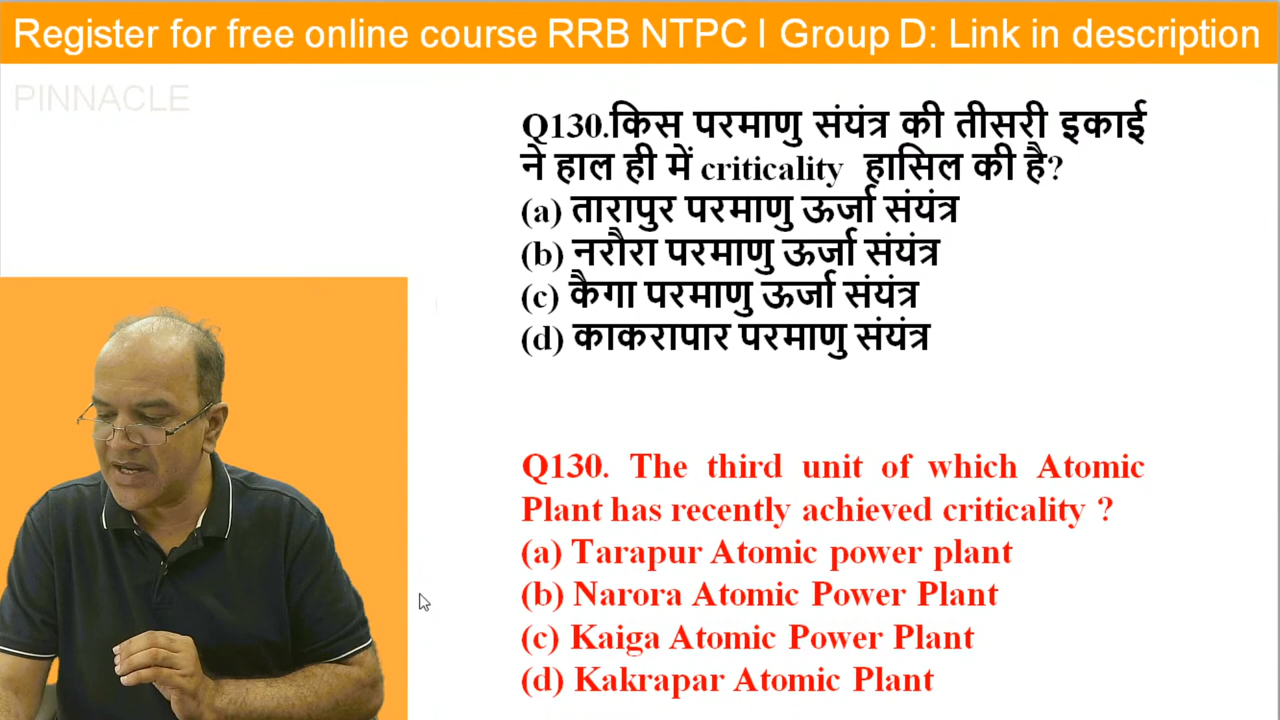 Register for free online course RRB NTPC I Group D: Link in description
PINNACLE
Q130.किस परमाणु संयंत्र की तीसरी इकाई
ने हाल ही में criticality हासिल की है?
(a) तारापुर परमाणु ऊर्जा संयंत्र
(b) नरौरा परमाणु ऊर्जा संयंत्र
(c) कैगा परमाणु ऊर्जा संयंत्र
(d) काकरापार परमाणु संयंत्र
Q130. The third unit of which Atomic
Plant has recently achieved criticality ?
(a) Tarapur Atomic power plant
(b) Narora Atomic Power Plant
(c) Kaiga Atomic Power Plant
(d) Kakrapar Atomic Plant